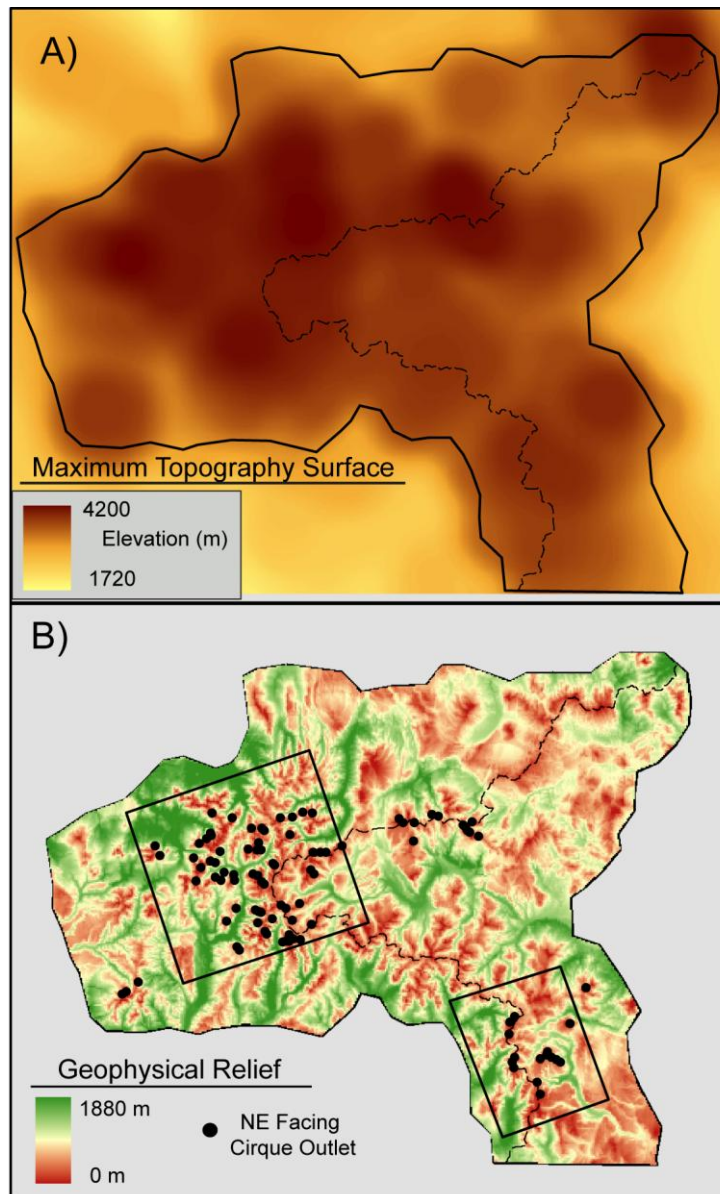 A)
Maximum Topography Surface
4200
Elevation (m)
1720
B)
Geophysical Relief
1880 m
0 m
NE Facing
Cirque Outlet